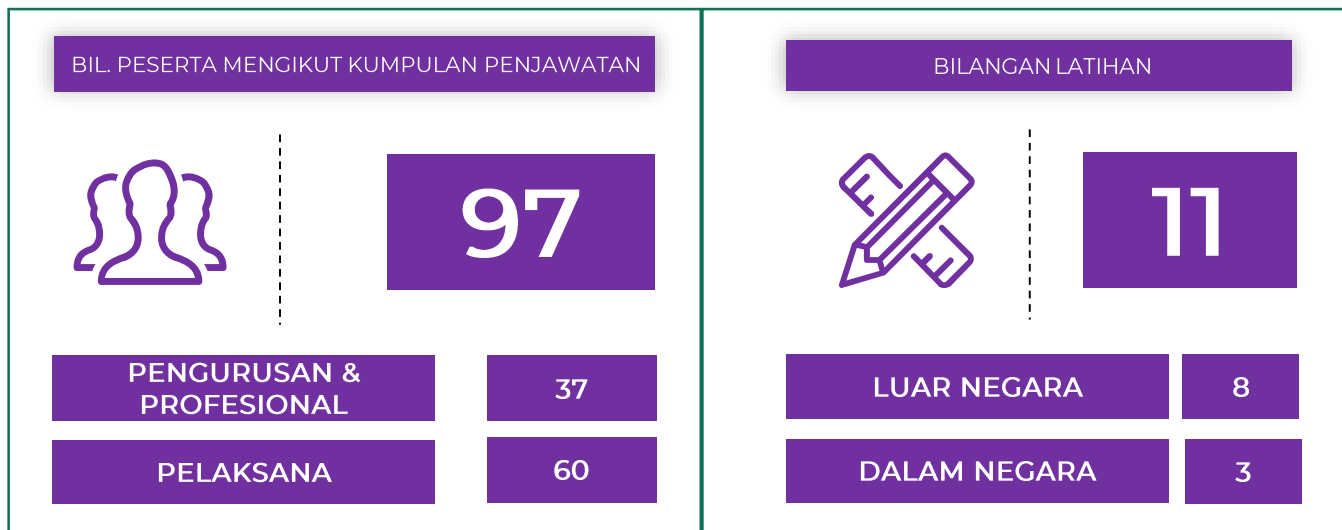 BIL. PESERTA MENGIKUT KUMPULAN PENJAWATAN
97
PENGURUSAN &
PROFESIONAL
37
PELAKSANA
60
BILANGAN LATIHAN
11
LUAR NEGARA
8
DALAM NEGARA
3